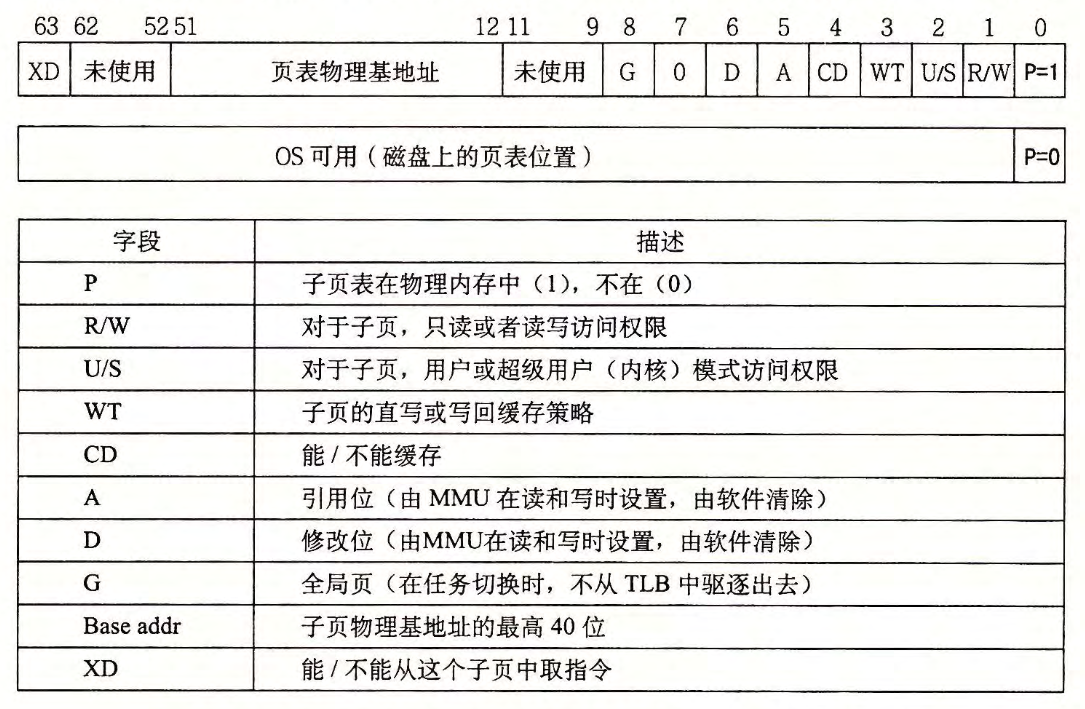 63 62 52 51 12 11 9 8 7 6 5 4 3 2 1 0
XD 未使用 页表物理基地址 未使用 G 0 D A CD WT U/S R/W P=1
OS 可用（磁盘上的页表位置） P=0
字段 描述
P 子页表在物理内存中（1），不在（0）
R/W 对于子页，只读或者读写访问权限
U/S 对于子页，用户或超级用户（内核）模式访问权限
WT 子页的直写或写回缓存策略
CD 能 / 不能缓存
A 引用位（由 MMU 在读和写时设置，由软件清除）
D 修改位（由MMU在读和写时设置，由软件清除）
G 全局页（在任务切换时，不从 TLB 中驱逐出去）
Base addr 子页物理基地址的最高 40 位
XD 能 / 不能从这个子页中取指令